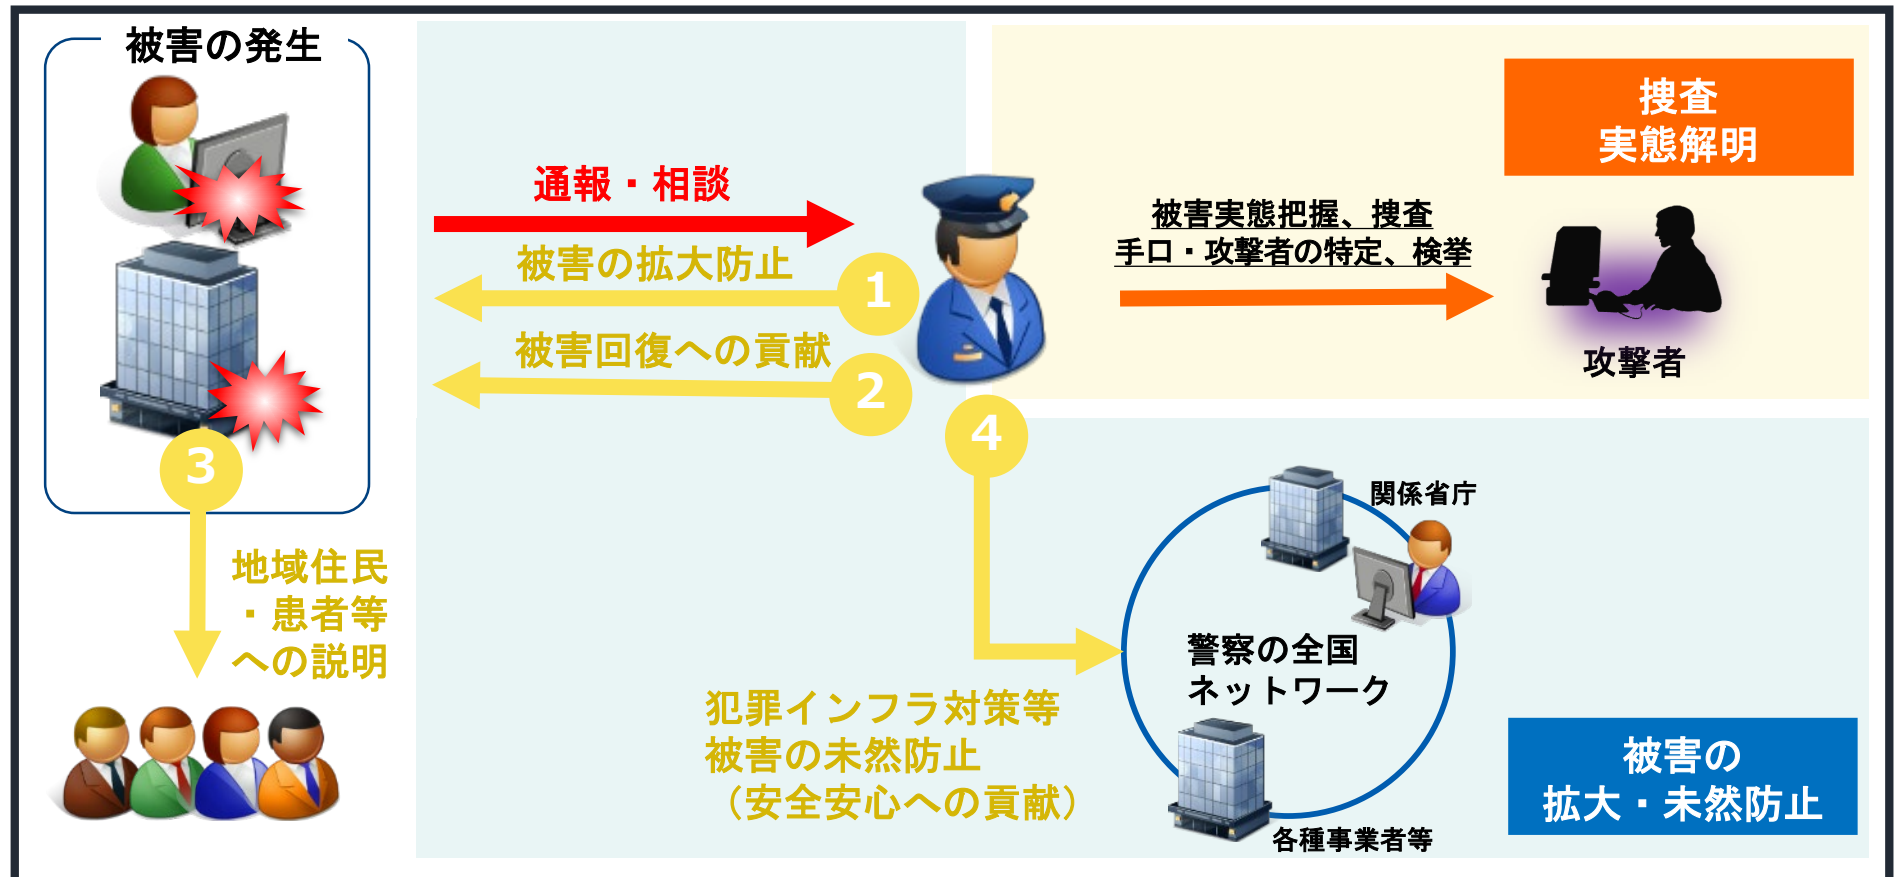 被害の発生
通報・相談
被害の拡大防止
1
被害回復への貢献
2
3
地域住民
・患者等
への説明
捜査
実態解明
被害実態把握、捜査
手口・攻撃者の特定、検挙
攻撃者
4
関係省庁
警察の全国
ネットワーク
犯罪インフラ対策等
被害の未然防止
（安全安心への貢献）
各種事業者等
被害の
拡大・未然防止